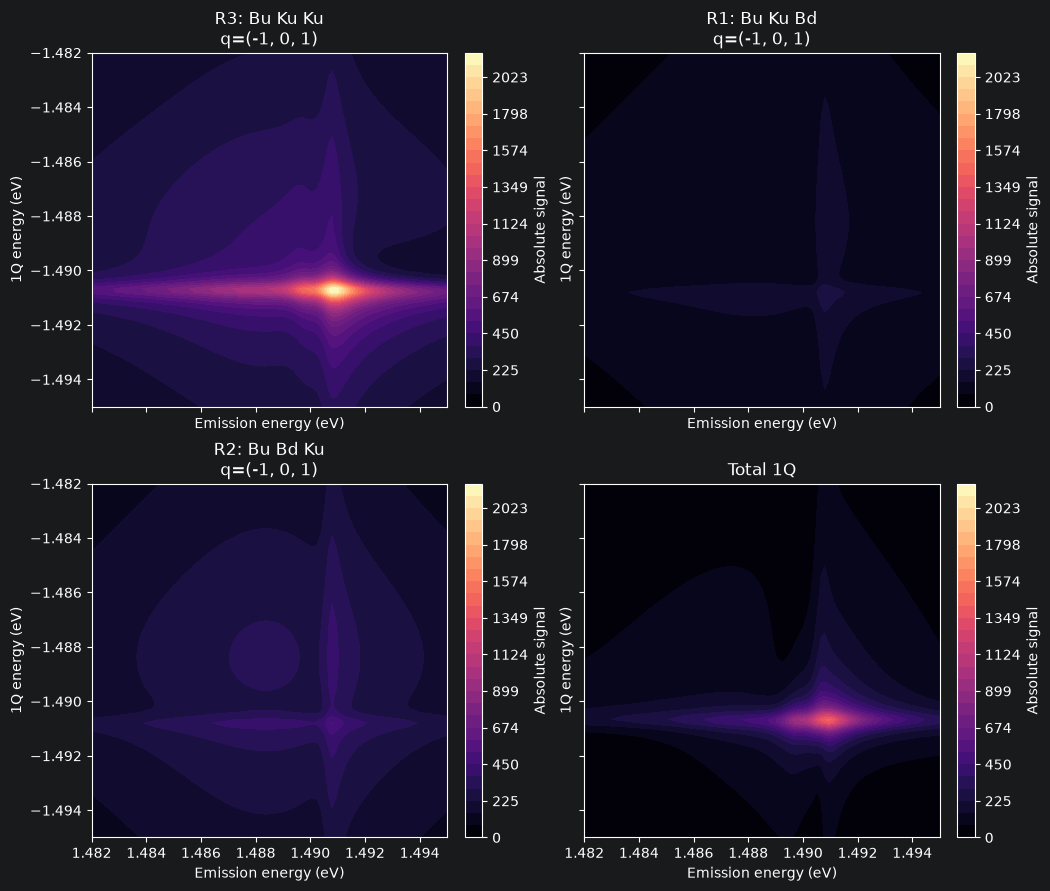 R3: Bu Ku Ku
q=(-1, 0, 1)
R1: Bu Ku Bd
q=(-1, 0, 1)
−1.482
−1.484
−1.486
−1.488
−1.490
−1.492
−1.494
1Q energy (eV)
Emission energy (eV)
2023
1798
1574
1349
1124
899
674
450
225
0
Absolute signal
1Q energy (eV)
Emission energy (eV)
2023
1798
1574
1349
1124
899
674
450
225
0
Absolute signal
R2: Bu Bd Ku
q=(-1, 0, 1)
Total 1Q
−1.482
−1.484
−1.486
−1.488
−1.490
−1.492
−1.494
1Q energy (eV)
1.482 1.484 1.486 1.488 1.490 1.492 1.494
Emission energy (eV)
2023
1798
1574
1349
1124
899
674
450
225
0
Absolute signal
1Q energy (eV)
1.482 1.484 1.486 1.488 1.490 1.492 1.494
Emission energy (eV)
2023
1798
1574
1349
1124
899
674
450
225
0
Absolute signal